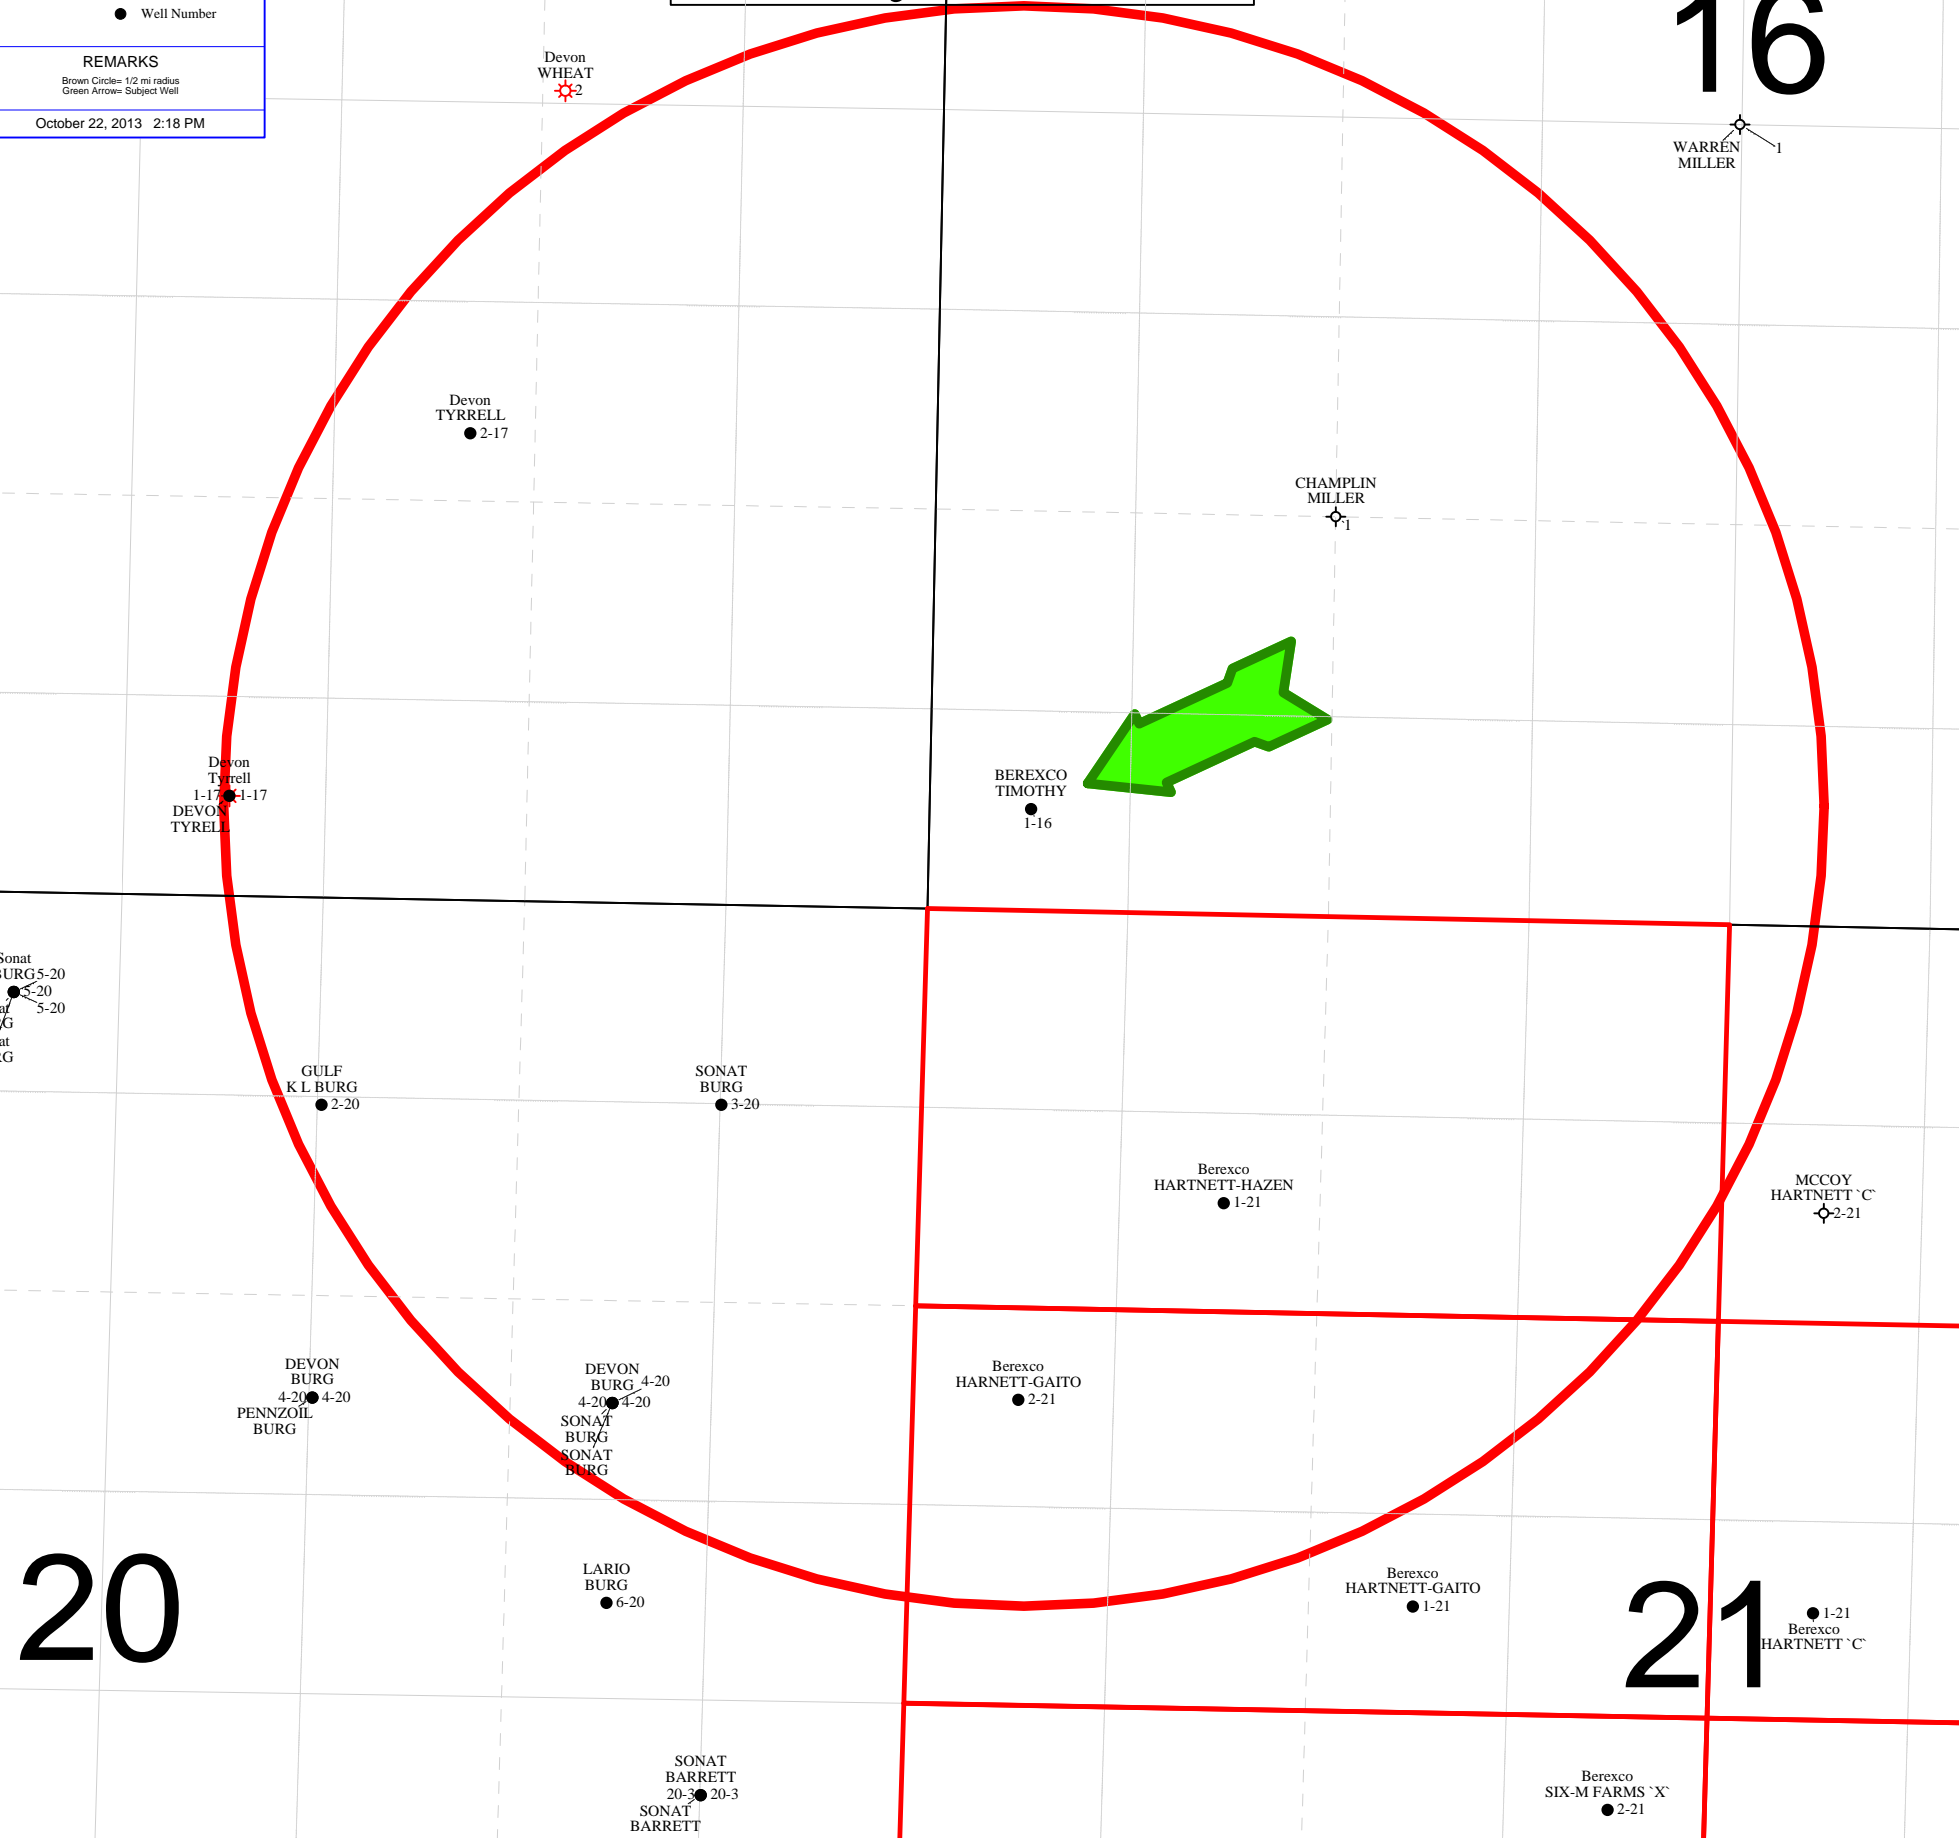 Well Number
REMARKS
Brown Circle= 1/2 mi radius
Green Arrow= Subject Well
October 22, 2013 2:18 PM
16
Devon
WHEAT
2
WARREN
MILLER
1
Devon
TYRRELL
2-17
CHAMPLIN
MILLER
`1
Devon
Tyrrell
1-17 1-17
DEVON
TYRELL
BEREXCO
TIMOTHY
1-16
Sonat
BURG 5-20
5-20
5-20
at
G
at
RG
GULF
K L BURG
2-20
SONAT
BURG
3-20
Berexco
HARTNETT-HAZEN
1-21
MCCOY
HARTNETT `C`
2-21
DEVON
BURG
4-20 4-20
PENNZOIL
BURG
DEVON
BURG 4-20
4-20 4-20
SONAT
BURG
SONAT
BURG
Berexco
HARNETT-GAITO
2-21
20
LARIO
BURG
6-20
Berexco
HARTNETT-GAITO
1-21
21
1-21
Berexco
HARTNETT `C`
SONAT
BARRETT
20-3 20-3
SONAT
BARRETT
Berexco
SIX-M FARMS `X`
2-21